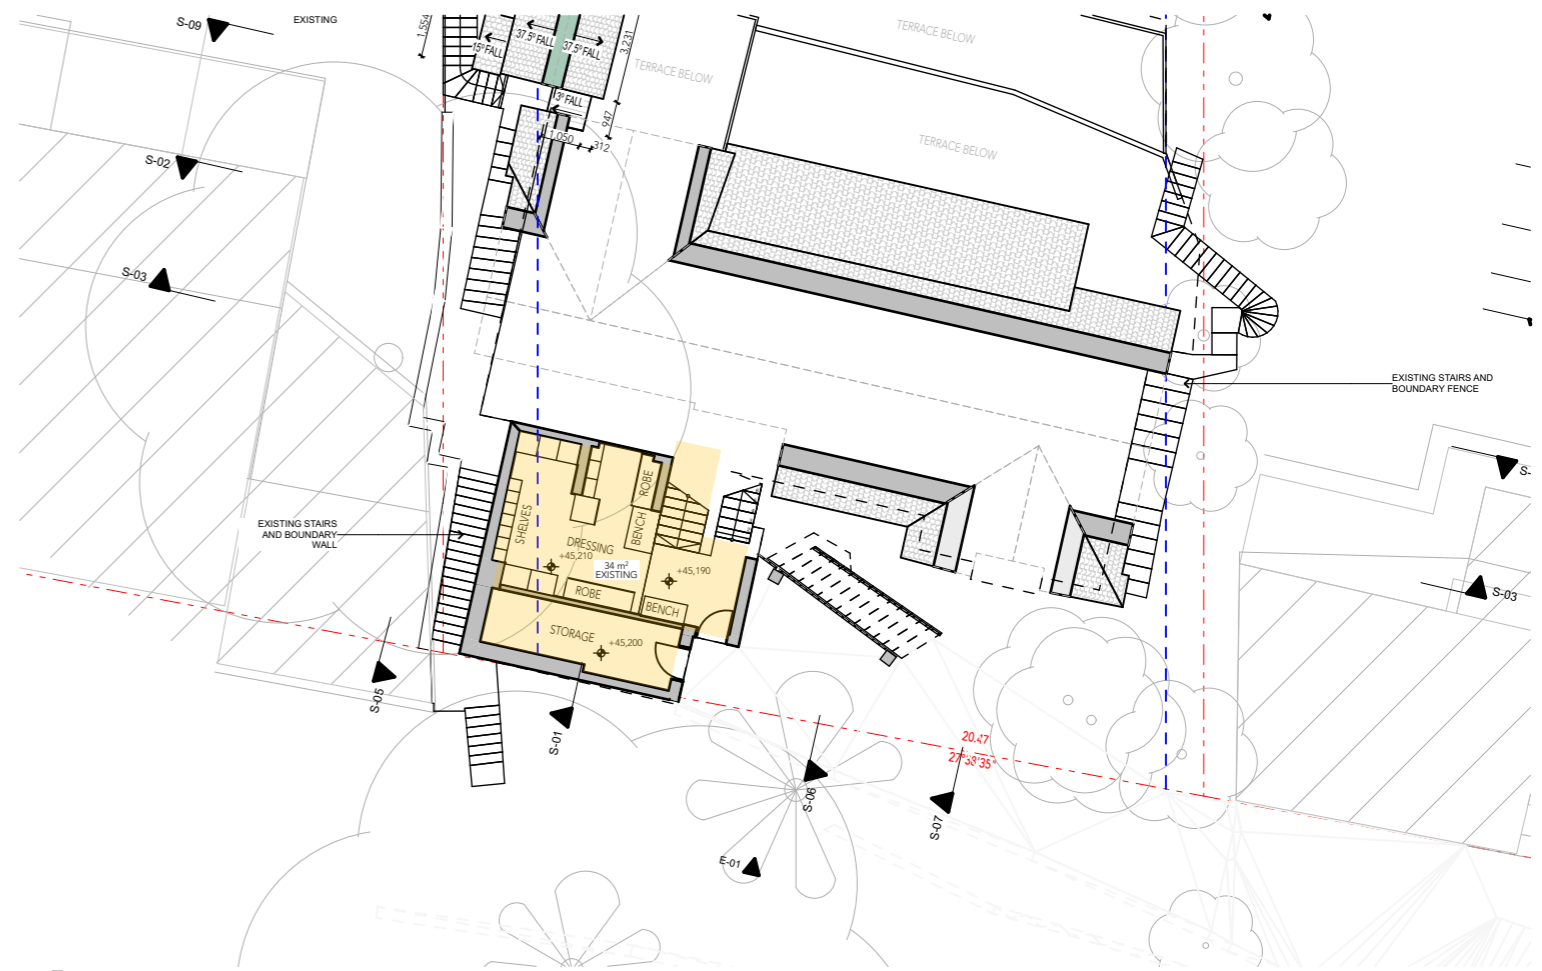 S-09
EXISTING
1,554
15° FALL
37.5° FALL
37.5° FALL
3,231
TERRACE BELOW
TERRACE BELOW
3° FALL
947
1,050
312
TERRACE BELOW
S-02
S-03
EXISTING STAIRS AND
BOUNDARY FENCE
ROBE
SHELVES
BENCH
DRESSING
+45,210
34 m²
EXISTING
+45,190
EXISTING STAIRS
AND BOUNDARY
WALL
ROBE
BENCH
STORAGE
+45,200
S-03
S-05
S-01
20.47
27°38'35"
S-06
S-07
E-01